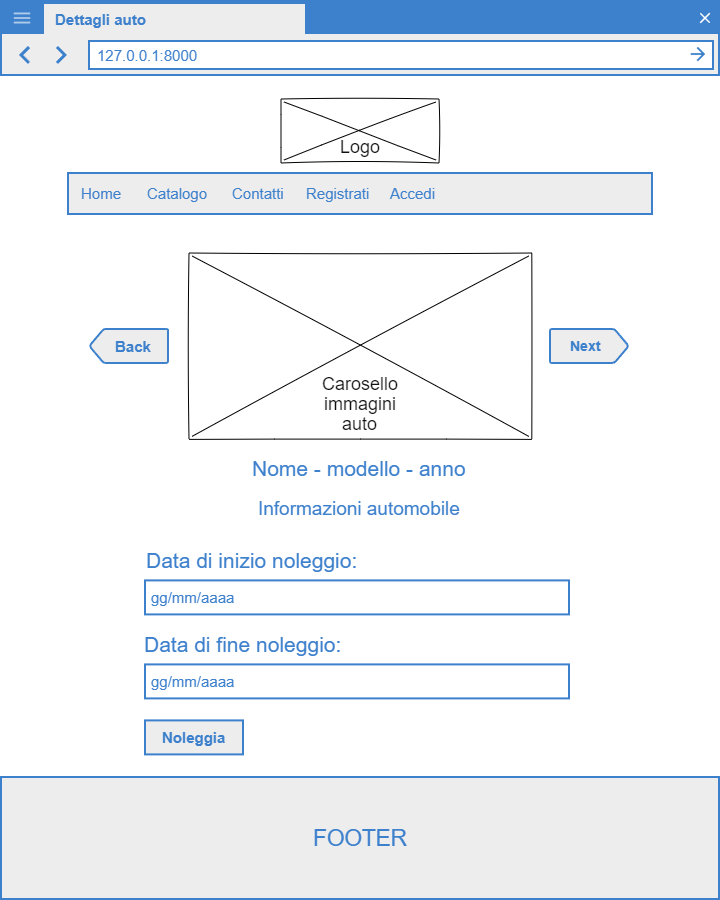 Dettagli auto
127.0.0.1:8000
Logo
Home Catalogo Contatti Registrati Accedi
Back
Next
Carosello
immagini
auto
Nome - modello - anno
Informazioni automobile
Data di inizio noleggio:
gg/mm/aaaa
Data di fine noleggio:
gg/mm/aaaa
Noleggia
FOOTER